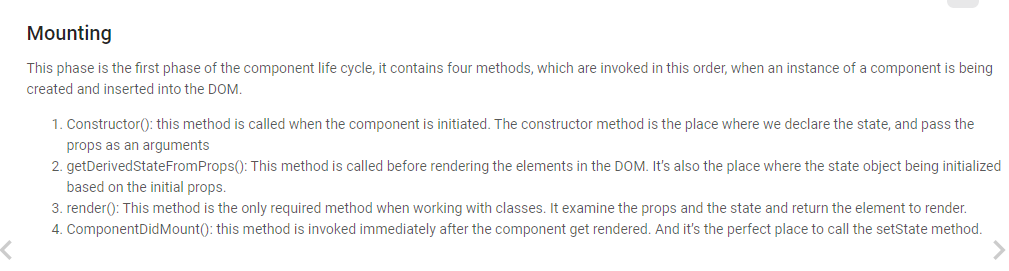 Mounting
This phase is the first phase of the component life cycle, it contains four methods, which are invoked in this order, when an instance of a component is being
created and inserted into the DOM.
1. Constructor(): this method is called when the component is initiated. The constructor method is the place where we declare the state, and pass the
props as an arguments
2. getDerivedStateFromProps(): This method is called before rendering the elements in the DOM. It's also the place where the state object being initialized
based on the initial props.
3. render(): This method is the only required method when working with classes. It examine the props and the state and return the element to render.
4. ComponentDidMount(): this method is invoked immediately after the component get rendered. And it's the perfect place to call the setState method.